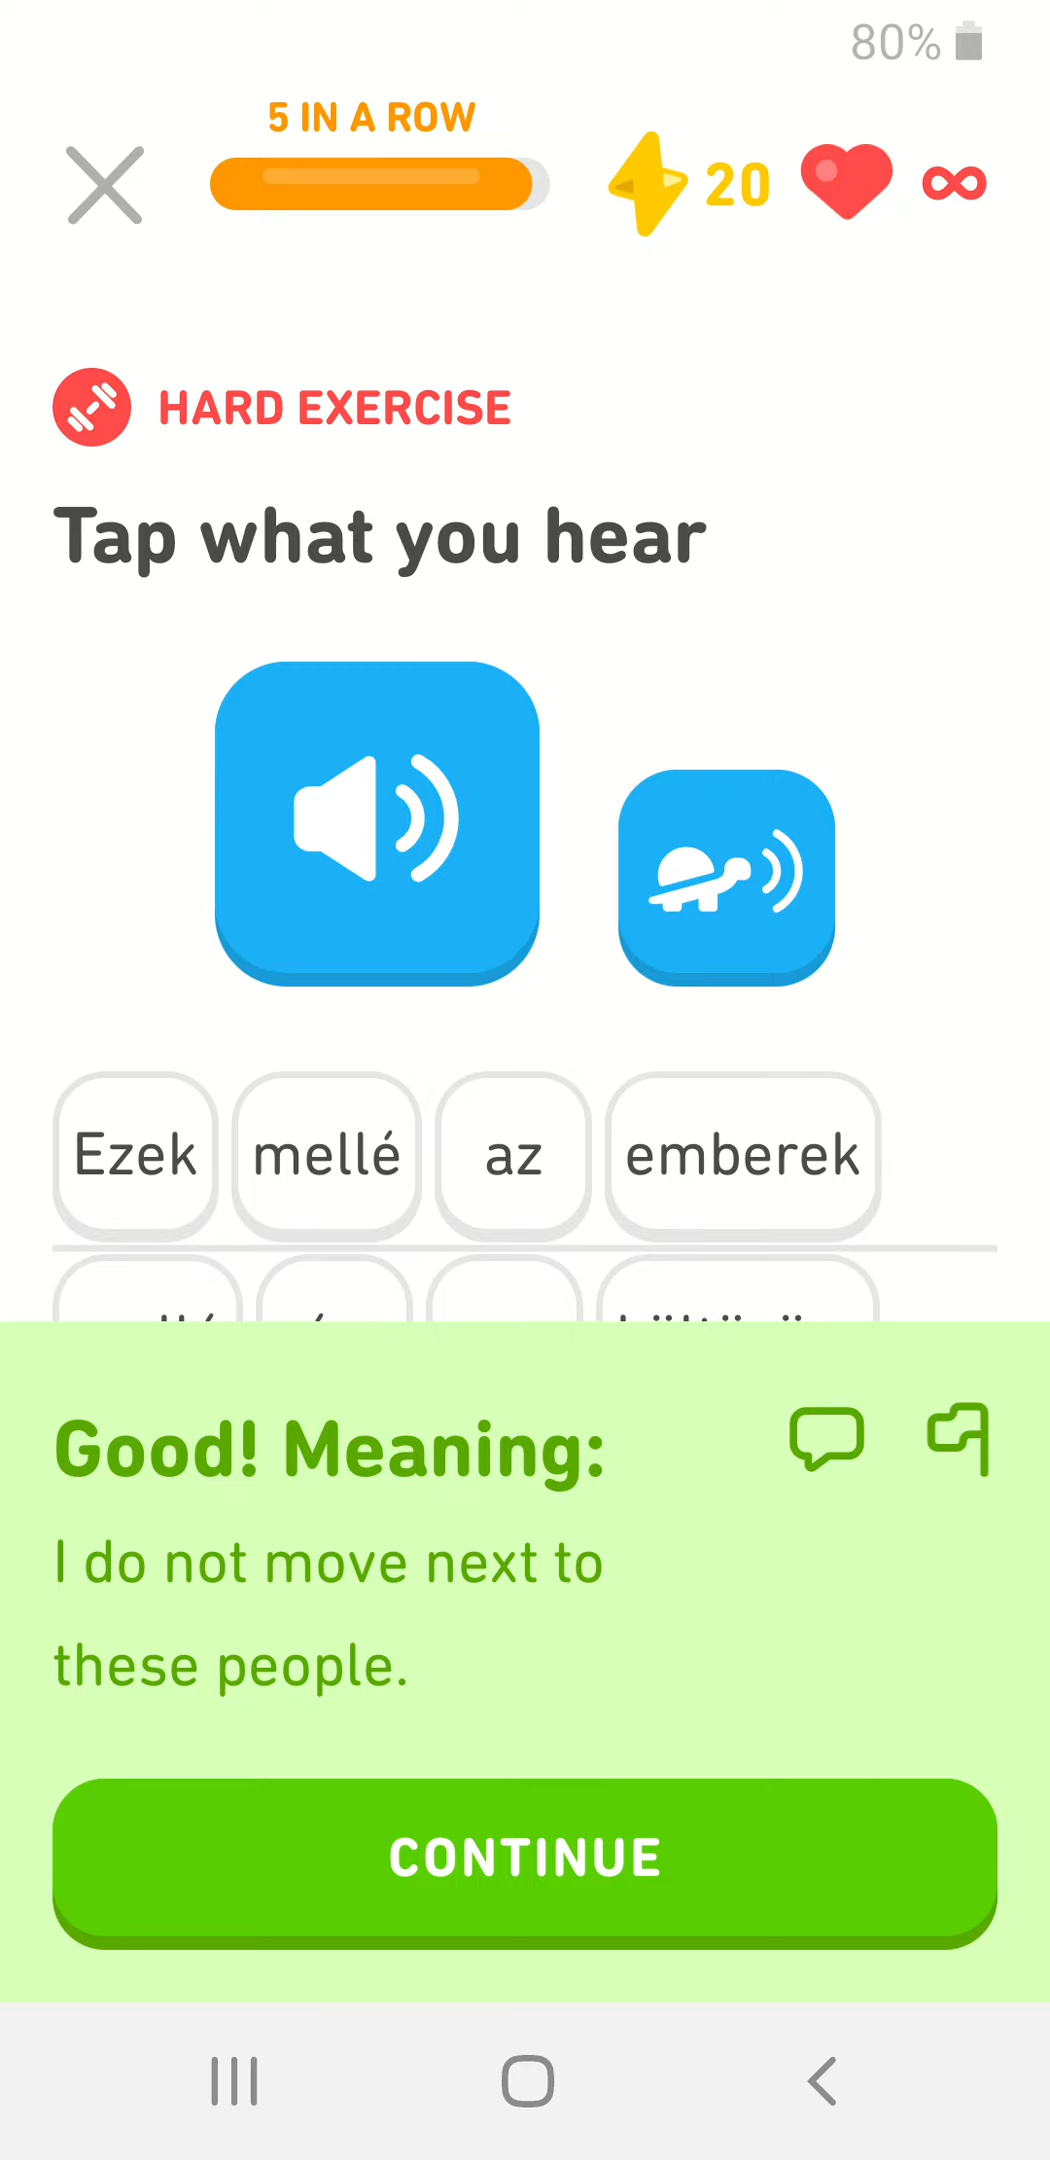 80%
5 IN A ROW
20
HARD EXERCISE
Tap what you hear
Ezek mellé az emberek
Good! Meaning:
I do not move next to
these people.
CONTINUE